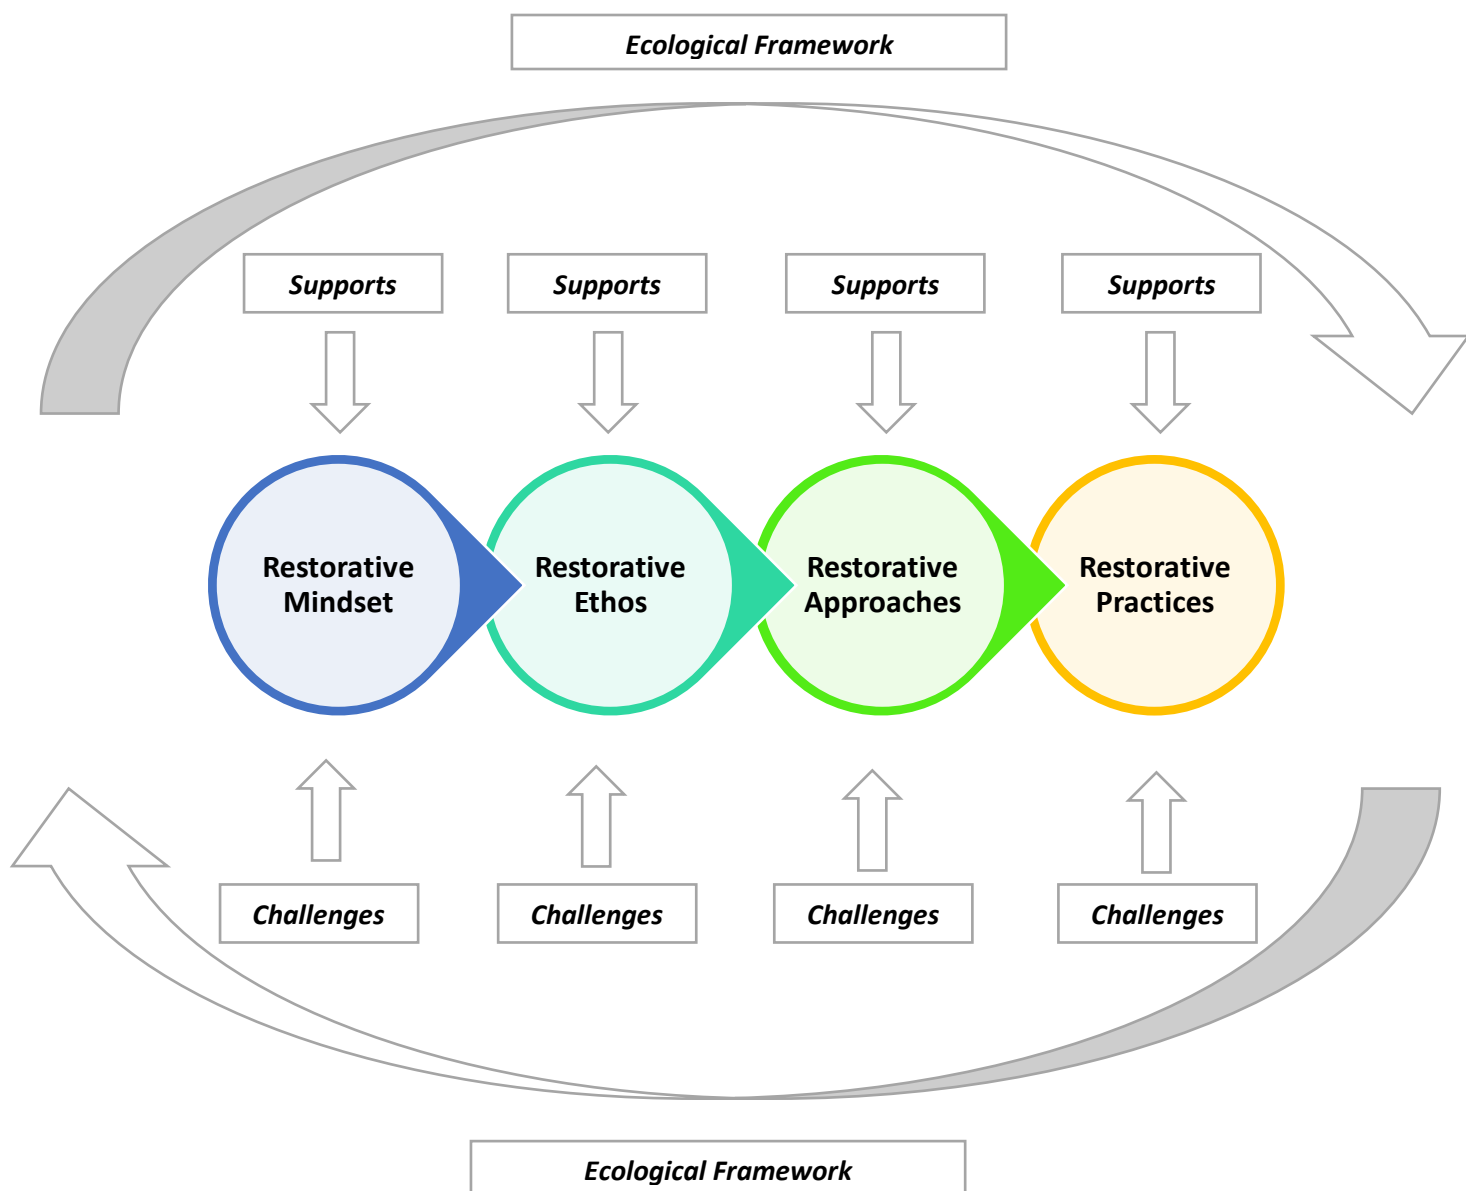 Ecological Framework
Supports Supports Supports Supports
Restorative Mindset
Restorative Ethos
Restorative Approaches
Restorative Practices
Challenges Challenges Challenges Challenges
Ecological Framework